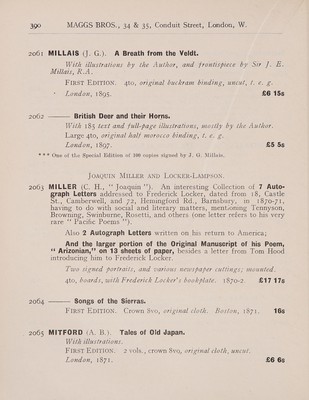 390 MAGGS BROS., 34 & 35, Conduit Street, London, W.
2061 MILLAIS (J. G.). A Breath from the Veldt.
With illustrations by the Author, and frontispiece by Sir J. E.
Millais, R.A.
FIRST EDITION. 4to, original buckram binding, uncut, t. e. g.
London, 1895. £6 15s
2062 ——— British Deer and their Horns.
With 185 text and full-page illustrations, mostly by the Author.
Large 4to, original half morocco binding, t. e. g.
London, 1897. £5 5s
*** One of the Special Edition of 100 copies signed by J. G. Millais.
JOAQUIN MILLER AND LOCKER-LAMPSON.
2063 MILLER (C. H., "Joaquin"). An interesting Collection of 7 Auto-
graph Letters addressed to Frederick Locker, dated from 18, Castle
St., Camberwell, and 72, Hemingford Rd., Barnsbury, in 1870-71,
having to do with social and literary matters, mentioning Tennyson,
Browning, Swinburne, Rosetti, and others (one letter refers to his very
rare "Pacific Poems").
Also 2 Autograph Letters written on his return to America;
And the larger portion of the Original Manuscript of his Poem,
"Arizonian," on 13 sheets of paper, besides a letter from Tom Hood
introducing him to Frederick Locker.
Two signed portraits, and various newspaper cuttings; mounted.
4to, boards, with Frederick Locker's bookplate. 1870-2. £17 17s
2064 ——— Songs of the Sierras.
FIRST EDITION. Crown 8vo, original cloth. Boston, 1871. 16s
2065 MITFORD (A. B.). Tales of Old Japan.
With illustrations.
FIRST EDITION. 2 vols., crown 8vo, original cloth, uncut.
London, 1871. £6 6s